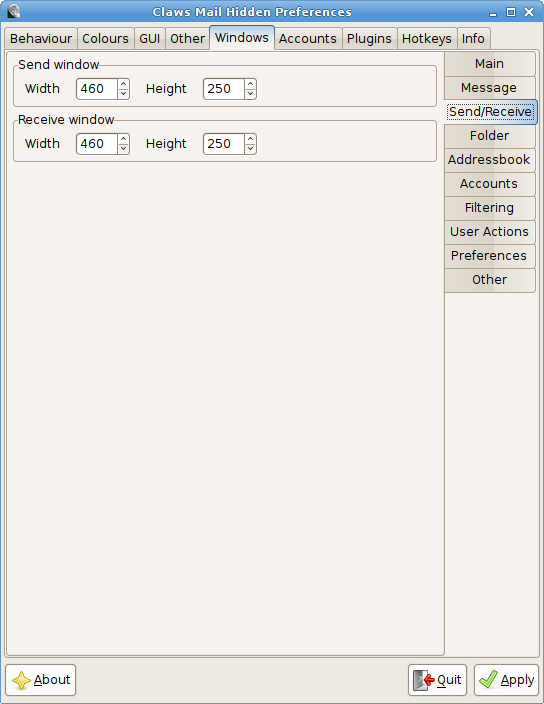 Claws Mail Hidden Preferences
Behaviour Colours GUI Other Windows Accounts Plugins Hotkeys Info
Send window
Width 460 Height 250
Receive window
Width 460 Height 250
Main
Message
Send/Receive
Folder
Addressbook
Accounts
Filtering
User Actions
Preferences
Other
About Quit Apply